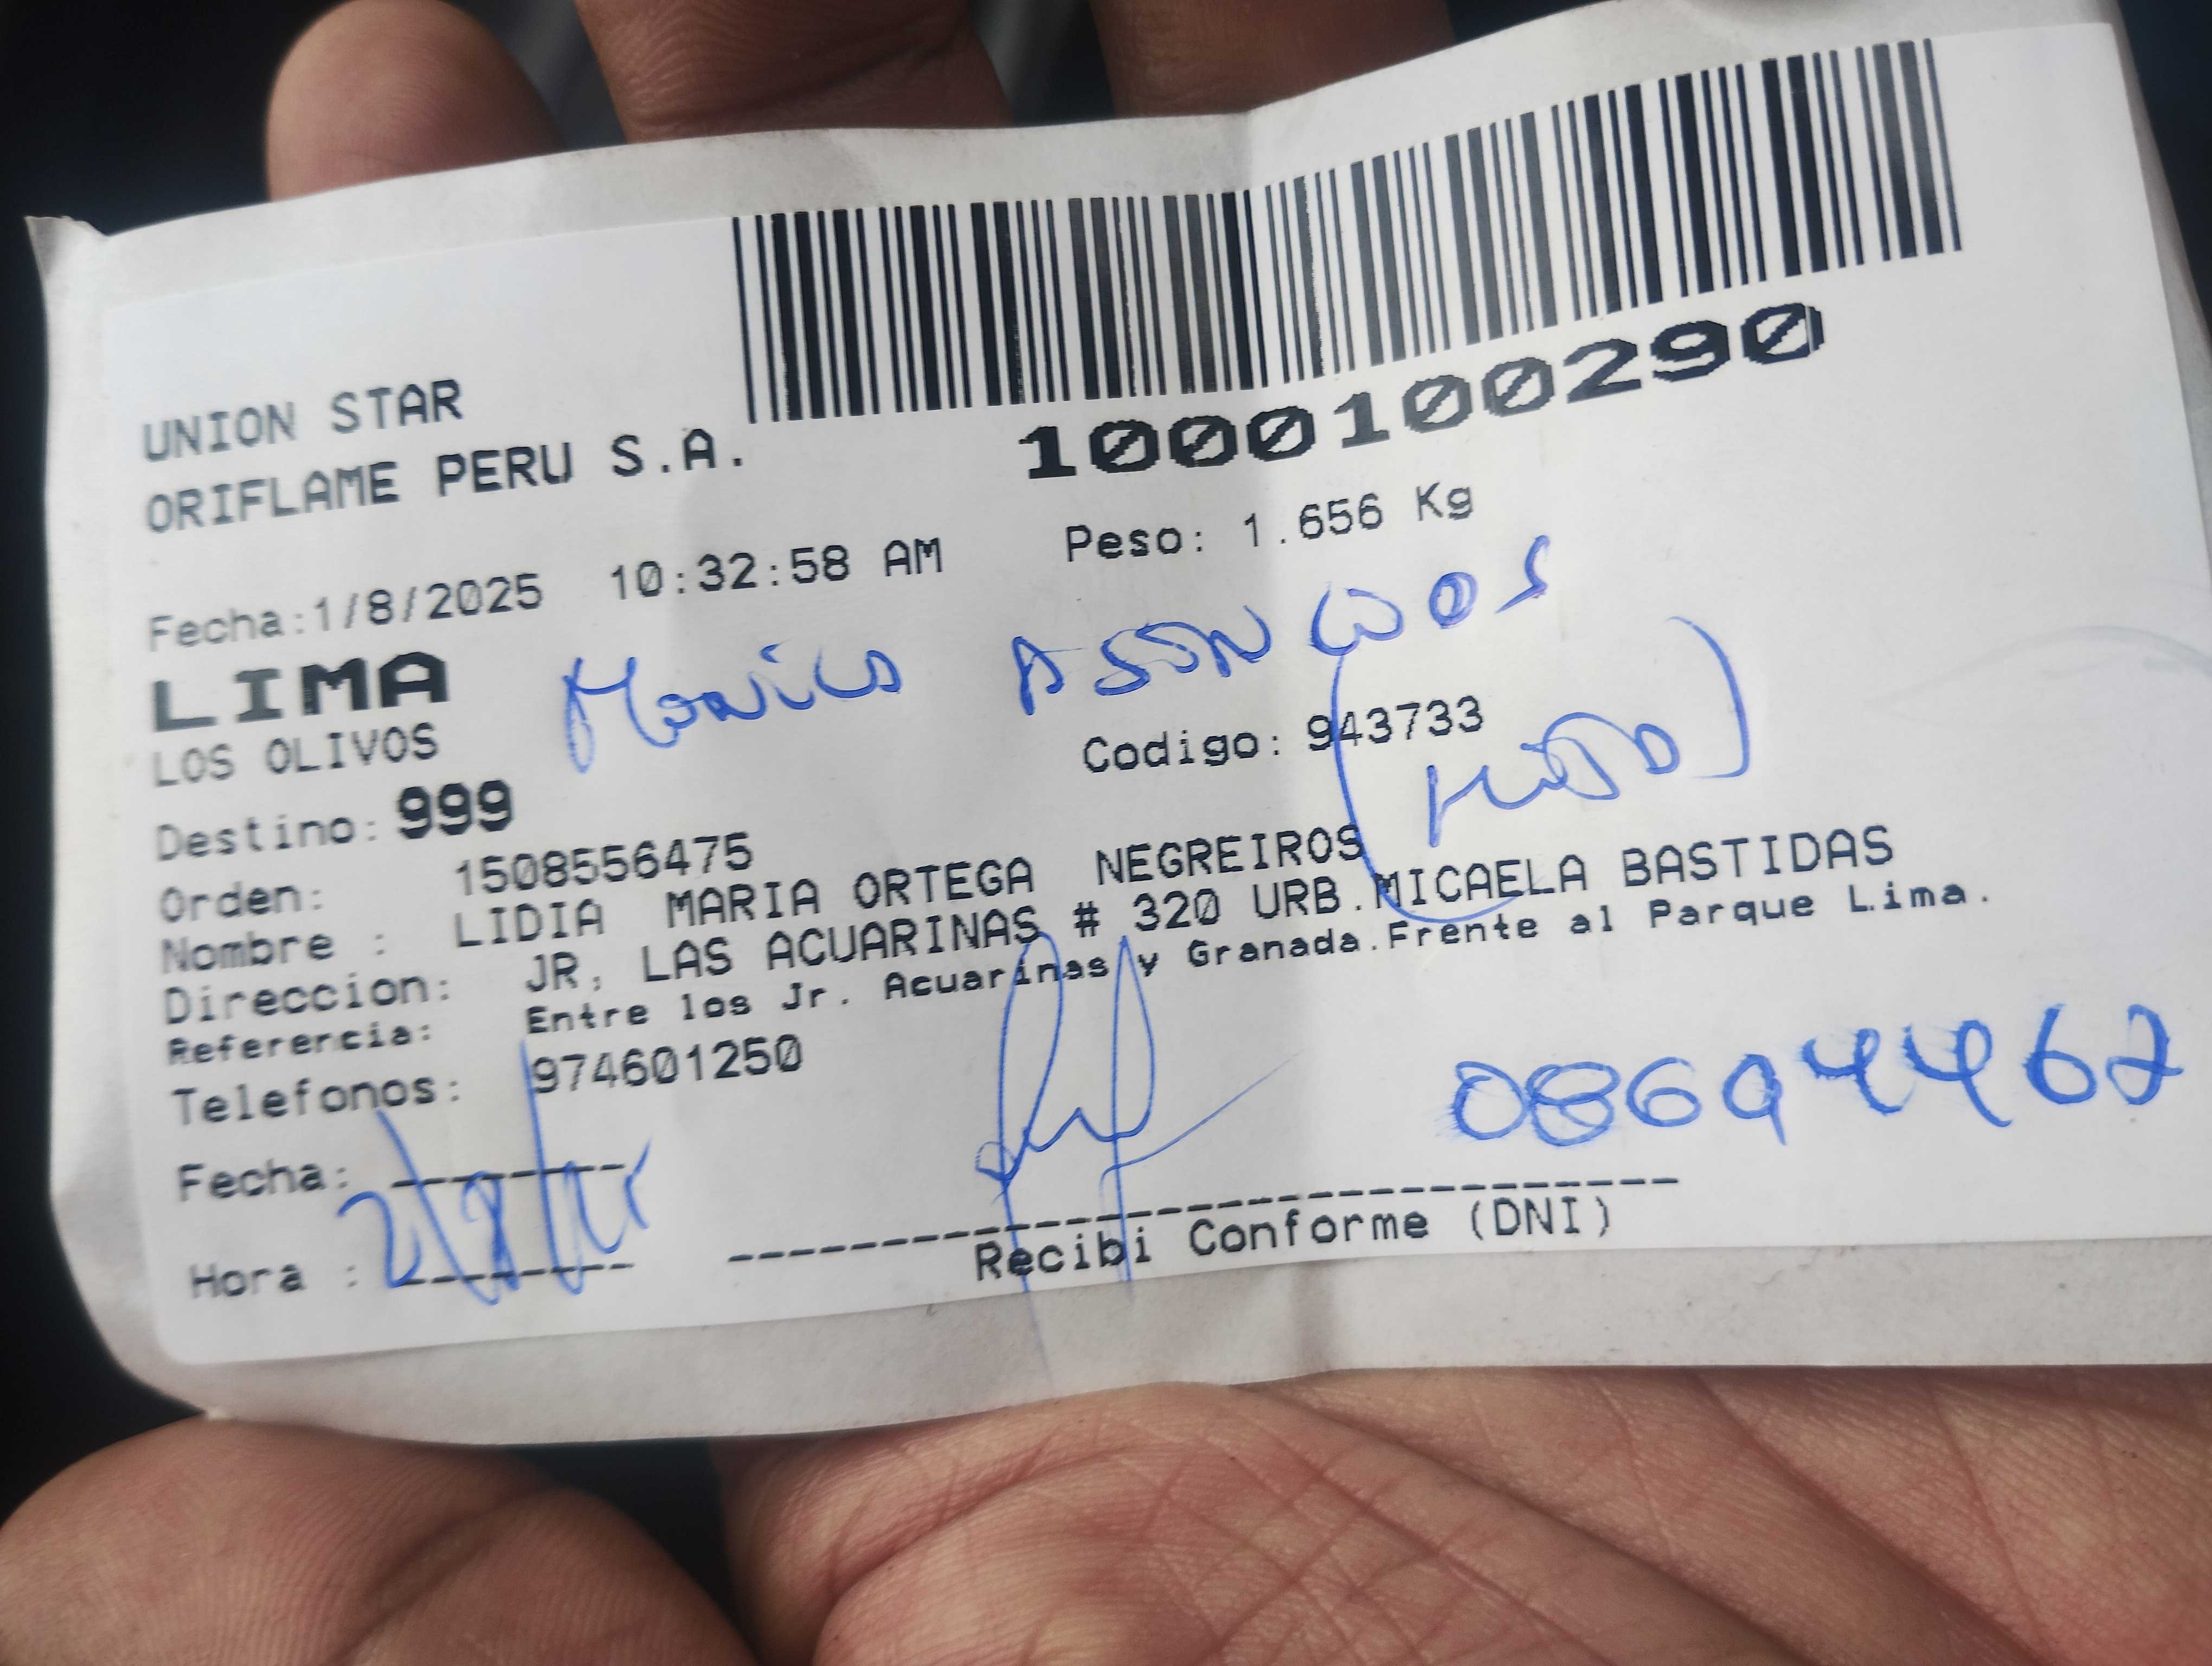 UNION STAR
ORIFLAME PERU S.A.
1000100290
Fecha:1/8/2025 10:32:58 AM Peso: 1.656 Kg
LIMA
LOS OLIVOS Codigo: 943733
Destino: 999
Orden: 1508556475
Nombre : LIDIA MARIA ORTEGA NEGREIROS
Direccion: JR, LAS ACUARINAS # 320 URB.MICAELA BASTIDAS
Referencia: Entre los Jr. Acuarinas y Granada.Frente al Parque Lima.
Telefonos: 974601250
08694462
Fecha:
Hora :
Recibi Conforme (DNI)